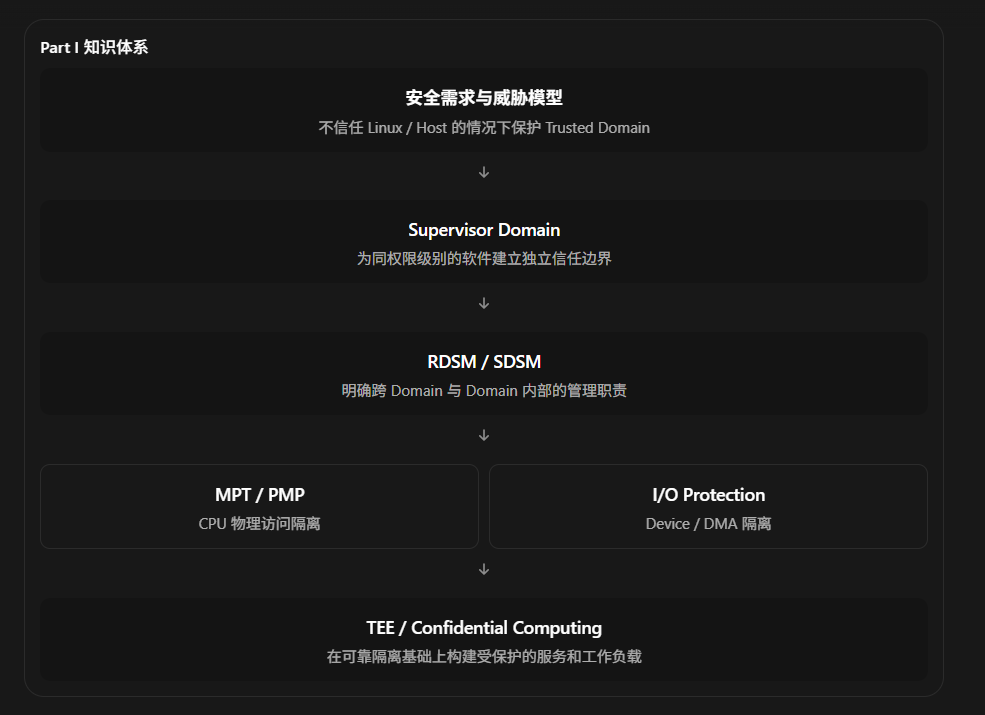 Part I 知识体系
安全需求与威胁模型
不信任 Linux / Host 的情况下保护 Trusted Domain
↓
Supervisor Domain
为同权限级别的软件建立独立信任边界
↓
RDSM / SDSM
明确跨 Domain 与 Domain 内部的管理职责
↓
MPT / PMP
CPU 物理访问隔离
I/O Protection
Device / DMA 隔离
↓
TEE / Confidential Computing
在可靠隔离基础上构建受保护的服务和工作负载